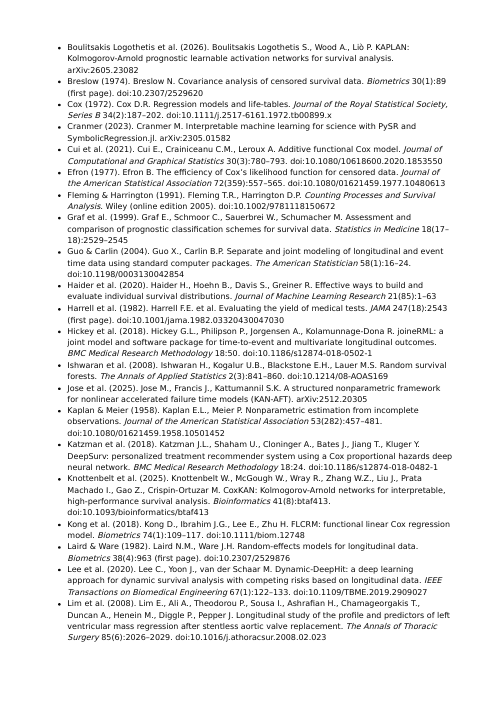 • Boulitsakis Logothetis et al. (2026). Boulitsakis Logothetis S., Wood A., Liò P. KAPLAN:
Kolmogorov-Arnold prognostic learnable activation networks for survival analysis.
arXiv:2605.23082
• Breslow (1974). Breslow N. Covariance analysis of censored survival data. Biometrics 30(1):89
(first page). doi:10.2307/2529620
• Cox (1972). Cox D.R. Regression models and life-tables. Journal of the Royal Statistical Society,
Series B 34(2):187–202. doi:10.1111/j.2517-6161.1972.tb00899.x
• Cranmer (2023). Cranmer M. Interpretable machine learning for science with PySR and
SymbolicRegression.jl. arXiv:2305.01582
• Cui et al. (2021). Cui E., Crainiceanu C.M., Leroux A. Additive functional Cox model. Journal of
Computational and Graphical Statistics 30(3):780–793. doi:10.1080/10618600.2020.1853550
• Efron (1977). Efron B. The efficiency of Cox's likelihood function for censored data. Journal of
the American Statistical Association 72(359):557–565. doi:10.1080/01621459.1977.10480613
• Fleming & Harrington (1991). Fleming T.R., Harrington D.P. Counting Processes and Survival
Analysis. Wiley (online edition 2005). doi:10.1002/9781118150672
• Graf et al. (1999). Graf E., Schmoor C., Sauerbrei W., Schumacher M. Assessment and
comparison of prognostic classification schemes for survival data. Statistics in Medicine 18(17–
18):2529–2545
• Guo & Carlin (2004). Guo X., Carlin B.P. Separate and joint modeling of longitudinal and event
time data using standard computer packages. The American Statistician 58(1):16–24.
doi:10.1198/0003130042854
• Haider et al. (2020). Haider H., Hoehn B., Davis S., Greiner R. Effective ways to build and
evaluate individual survival distributions. Journal of Machine Learning Research 21(85):1–63
• Harrell et al. (1982). Harrell F.E. et al. Evaluating the yield of medical tests. JAMA 247(18):2543
(first page). doi:10.1001/jama.1982.03320430047030
• Hickey et al. (2018). Hickey G.L., Philipson P., Jorgensen A., Kolamunnage-Dona R. joineRML: a
joint model and software package for time-to-event and multivariate longitudinal outcomes.
BMC Medical Research Methodology 18:50. doi:10.1186/s12874-018-0502-1
• Ishwaran et al. (2008). Ishwaran H., Kogalur U.B., Blackstone E.H., Lauer M.S. Random survival
forests. The Annals of Applied Statistics 2(3):841–860. doi:10.1214/08-AOAS169
• Jose et al. (2025). Jose M., Francis J., Kattumannil S.K. A structured nonparametric framework
for nonlinear accelerated failure time models (KAN-AFT). arXiv:2512.20305
• Kaplan & Meier (1958). Kaplan E.L., Meier P. Nonparametric estimation from incomplete
observations. Journal of the American Statistical Association 53(282):457–481.
doi:10.1080/01621459.1958.10501452
• Katzman et al. (2018). Katzman J.L., Shaham U., Cloninger A., Bates J., Jiang T., Kluger Y.
DeepSurv: personalized treatment recommender system using a Cox proportional hazards deep
neural network. BMC Medical Research Methodology 18:24. doi:10.1186/s12874-018-0482-1
• Knottenbelt et al. (2025). Knottenbelt W., McGough W., Wray R., Zhang W.Z., Liu J., Prata
Machado I., Gao Z., Crispin-Ortuzar M. CoxKAN: Kolmogorov-Arnold networks for interpretable,
high-performance survival analysis. Bioinformatics 41(8):btaf413.
doi:10.1093/bioinformatics/btaf413
• Kong et al. (2018). Kong D., Ibrahim J.G., Lee E., Zhu H. FLCRM: functional linear Cox regression
model. Biometrics 74(1):109–117. doi:10.1111/biom.12748
• Laird & Ware (1982). Laird N.M., Ware J.H. Random-effects models for longitudinal data.
Biometrics 38(4):963 (first page). doi:10.2307/2529876
• Lee et al. (2020). Lee C., Yoon J., van der Schaar M. Dynamic-DeepHit: a deep learning
approach for dynamic survival analysis with competing risks based on longitudinal data. IEEE
Transactions on Biomedical Engineering 67(1):122–133. doi:10.1109/TBME.2019.2909027
• Lim et al. (2008). Lim E., Ali A., Theodorou P., Sousa I., Ashrafian H., Chamageorgakis T.,
Duncan A., Henein M., Diggle P., Pepper J. Longitudinal study of the profile and predictors of left
ventricular mass regression after stentless aortic valve replacement. The Annals of Thoracic
Surgery 85(6):2026–2029. doi:10.1016/j.athoracsur.2008.02.023